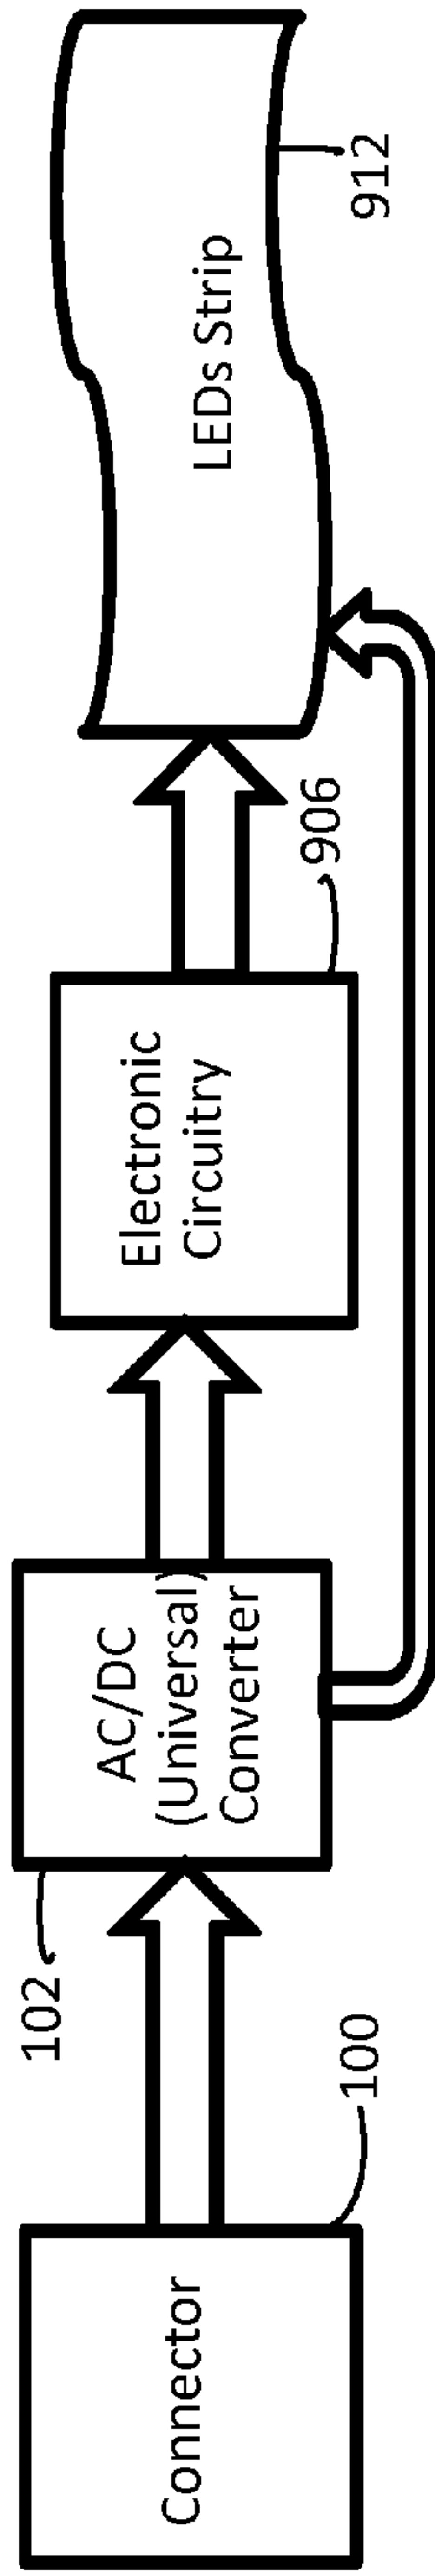 Connector
100
102
AC/DC
(Universal)
Converter
Electronic
Circuitry
906
LEDs Strip
912